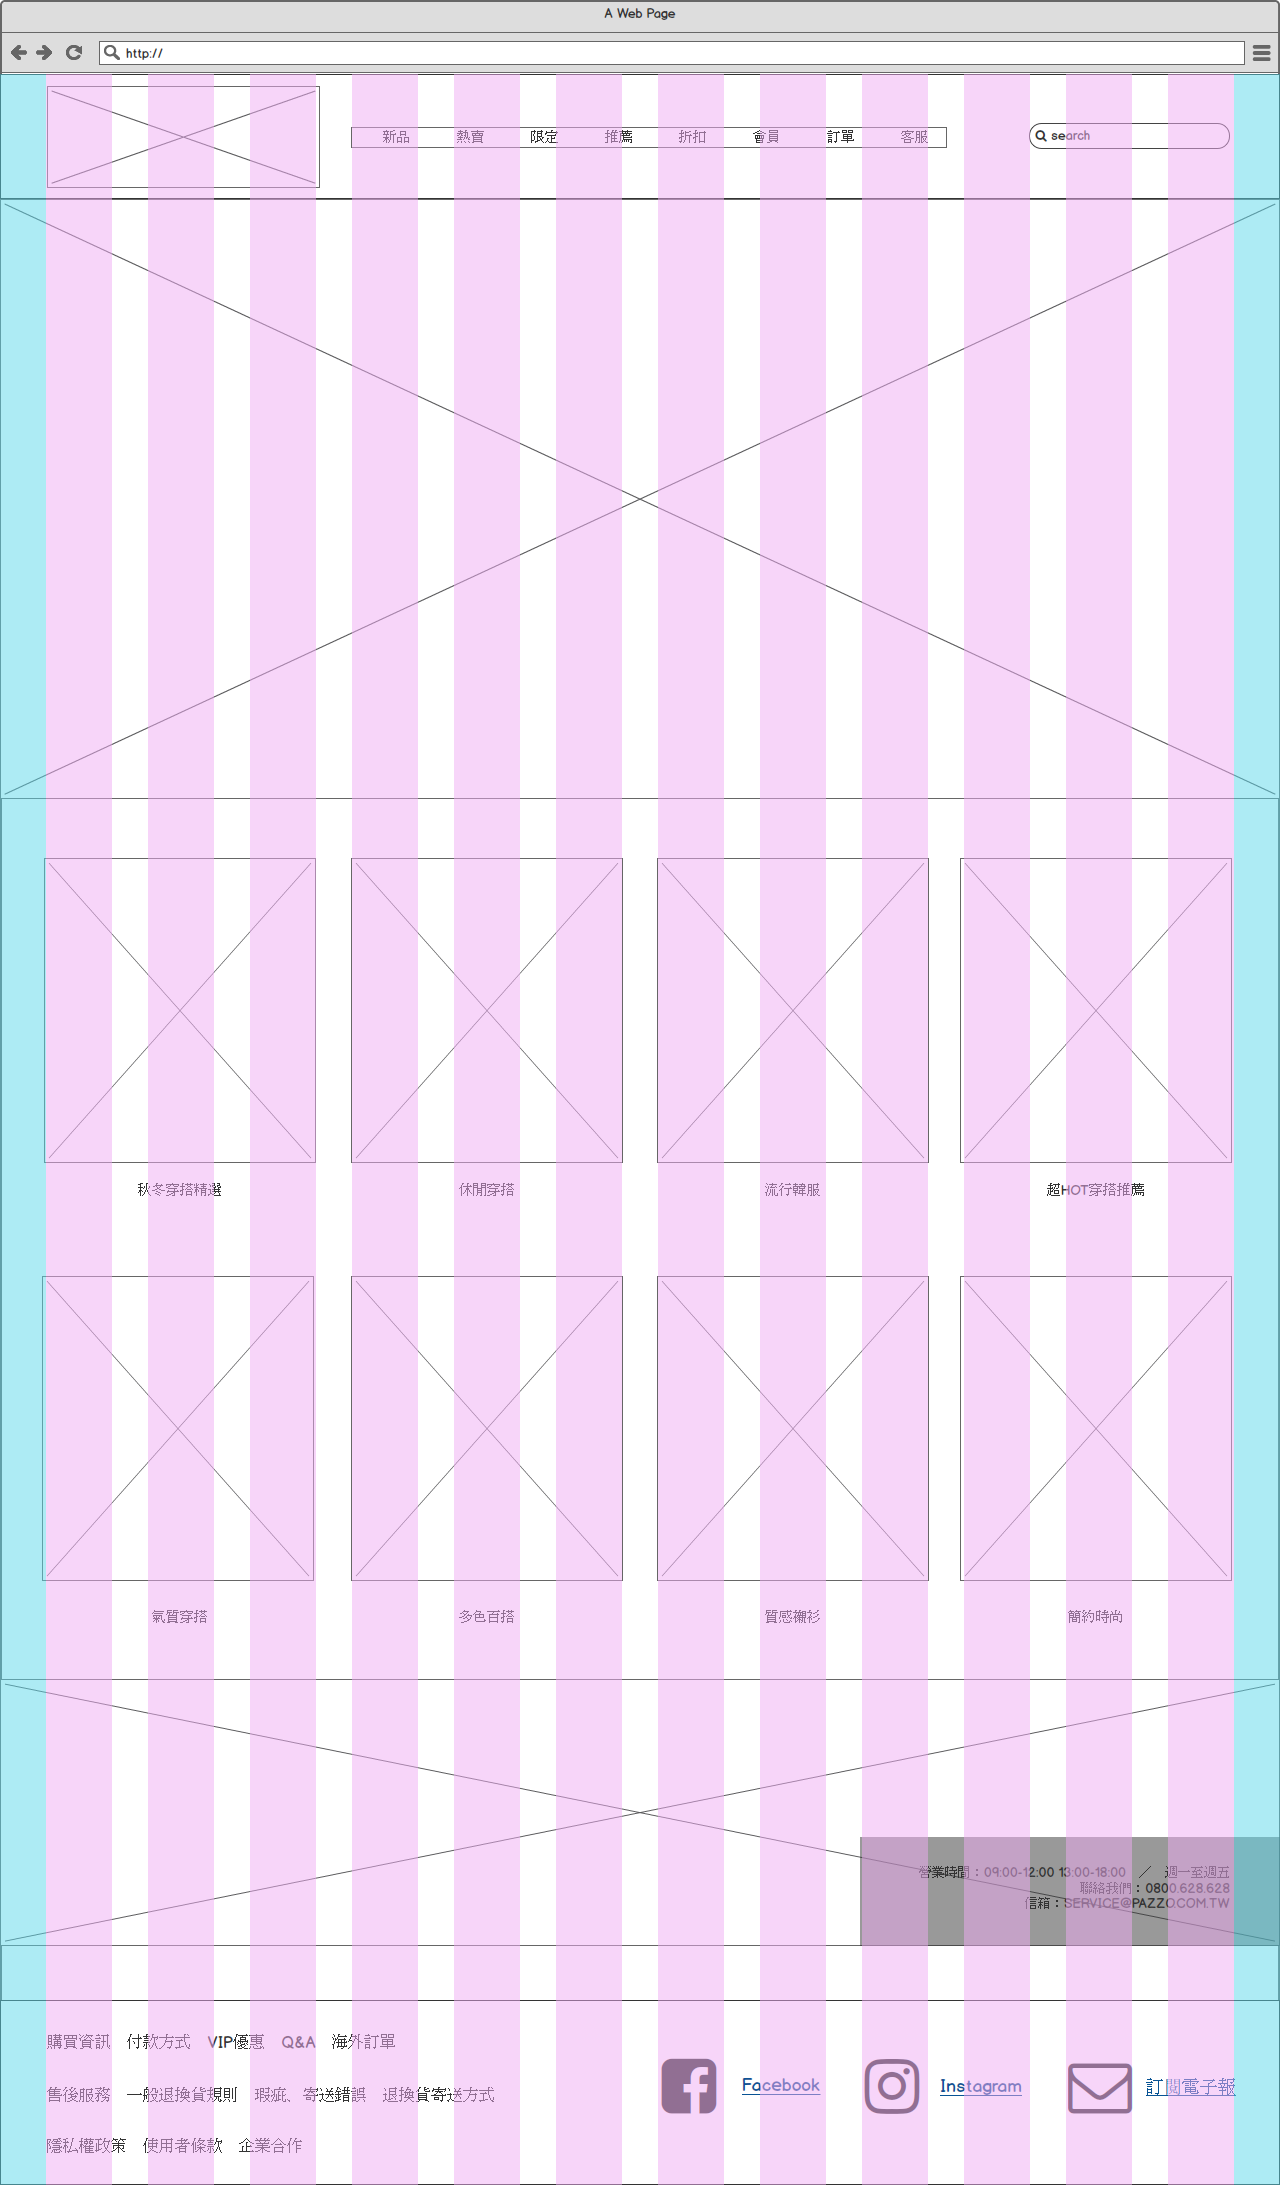 A Web Page
http://
新品 熱賣 限定 推薦 折扣 會員 訂單 客服
search
秋冬穿搭精選 休閒穿搭 流行韓服 超HOT穿搭推薦
氣質穿搭 多色百搭 質感襯衫 簡約時尚
營業時間：09:00-12:00 13:00-18:00 ／ 週一至週五
聯絡我們：0800.628.628
信箱：SERVICE@PAZZO.COM.TW
購買資訊 付款方式 VIP優惠 Q&A 海外訂單
售後服務 一般退換貨規則 瑕疵、寄送錯誤 退換貨寄送方式
隱私權政策 使用者條款 企業合作
Facebook Instagram 訂閱電子報